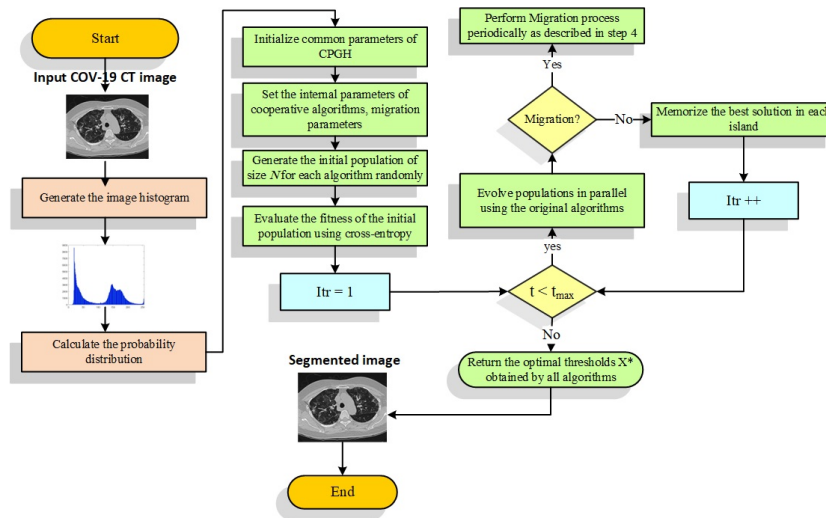 Start
Input COV-19 CT image
Generate the image histogram
Calculate the probability
distribution
Initialize common parameters of
CPGH
Set the internal parameters of
cooperative algorithms, migration
parameters
Generate the initial population of
size N for each algorithm randomly
Evaluate the fitness of the initial
population using cross-entropy
Itr = 1
Perform Migration process
periodically as described in step 4
Yes
Migration?
No
Memorize the best solution in each
island
Evolve populations in parallel
using the original algorithms
Itr ++
yes
t < tmax
No
Return the optimal thresholds X*
obtained by all algorithms
Segmented image
End